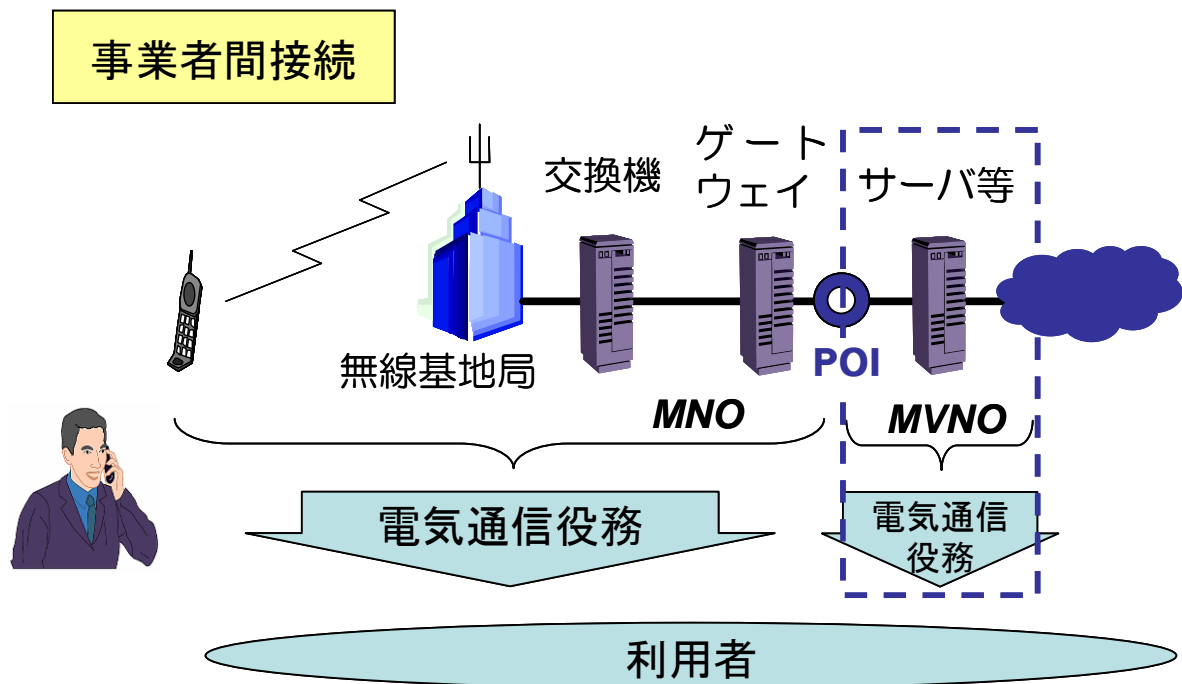 事業者間接続
交換機
ゲート
ウェイ
サーバ等
無線基地局
POI
MNO
MVNO
電気通信役務
電気通信
役務
利用者